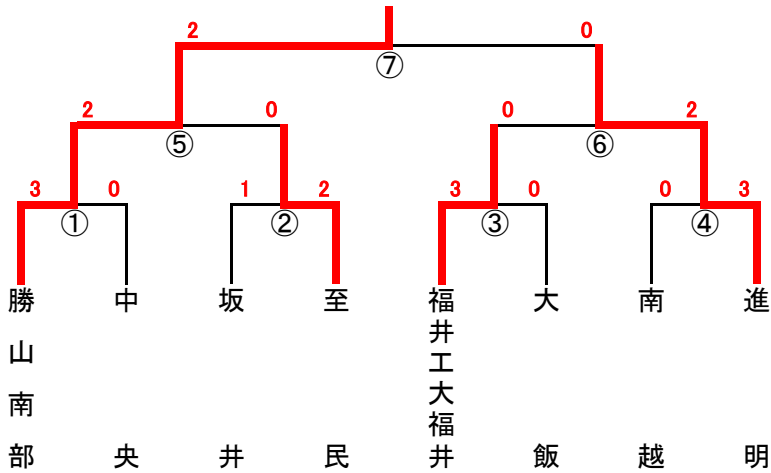 2 0
⑦
2 0 0 2
⑤ ⑥
3 0 1 2 3 0 0 3
① ② ③ ④
勝山南部
中央
坂井
至民
福井工大福井
大飯
南越
進明